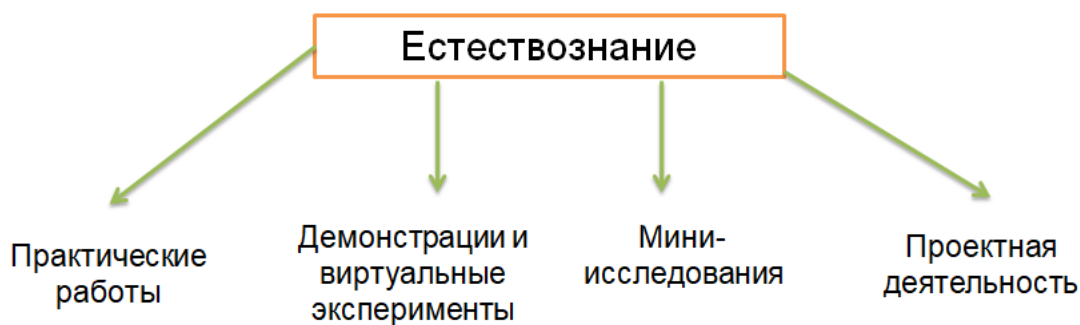 Естествознание
Практические
работы
Демонстрации и
виртуальные
эксперименты
Мини-
исследования
Проектная
деятельность